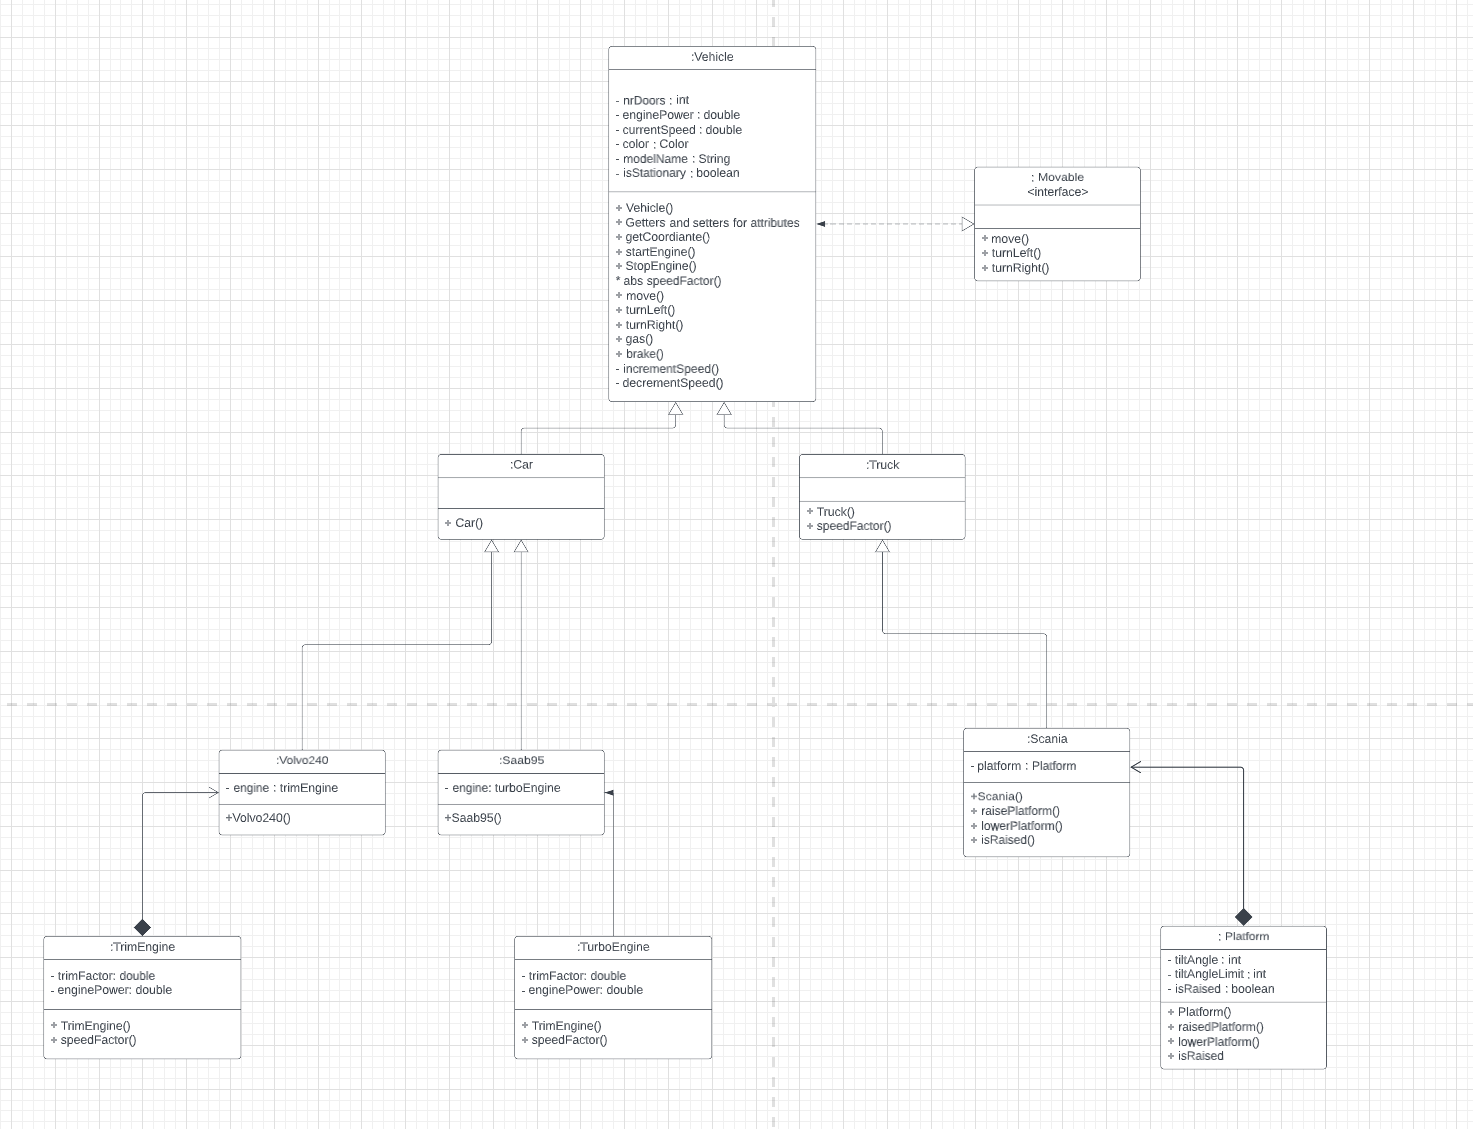 :Vehicle
- nrDoors : int
- enginePower : double
- currentSpeed : double
- color : Color
- modelName : String
- isStationary : boolean
+ Vehicle()
+ Getters and setters for attributes
+ getCoordiante()
+ startEngine()
+ StopEngine()
* abs speedFactor()
+ move()
+ turnLeft()
+ turnRight()
+ gas()
+ brake()
- incrementSpeed()
- decrementSpeed()
: Movable
<interface>
+ move()
+ turnLeft()
+ turnRight()
:Car
+ Car()
:Truck
+ Truck()
+ speedFactor()
:Volvo240
- engine : trimEngine
+Volvo240()
:Saab95
- engine: turboEngine
+Saab95()
:Scania
- platform : Platform
+Scania()
+ raisePlatform()
+ lowerPlatform()
+ isRaised()
:TrimEngine
- trimFactor: double
- enginePower: double
+ TrimEngine()
+ speedFactor()
:TurboEngine
- trimFactor: double
- enginePower: double
+ TrimEngine()
+ speedFactor()
: Platform
- tiltAngle : int
- tiltAngleLimit : int
- isRaised : boolean
+ Platform()
+ raisedPlatform()
+ lowerPlatform()
+ isRaised